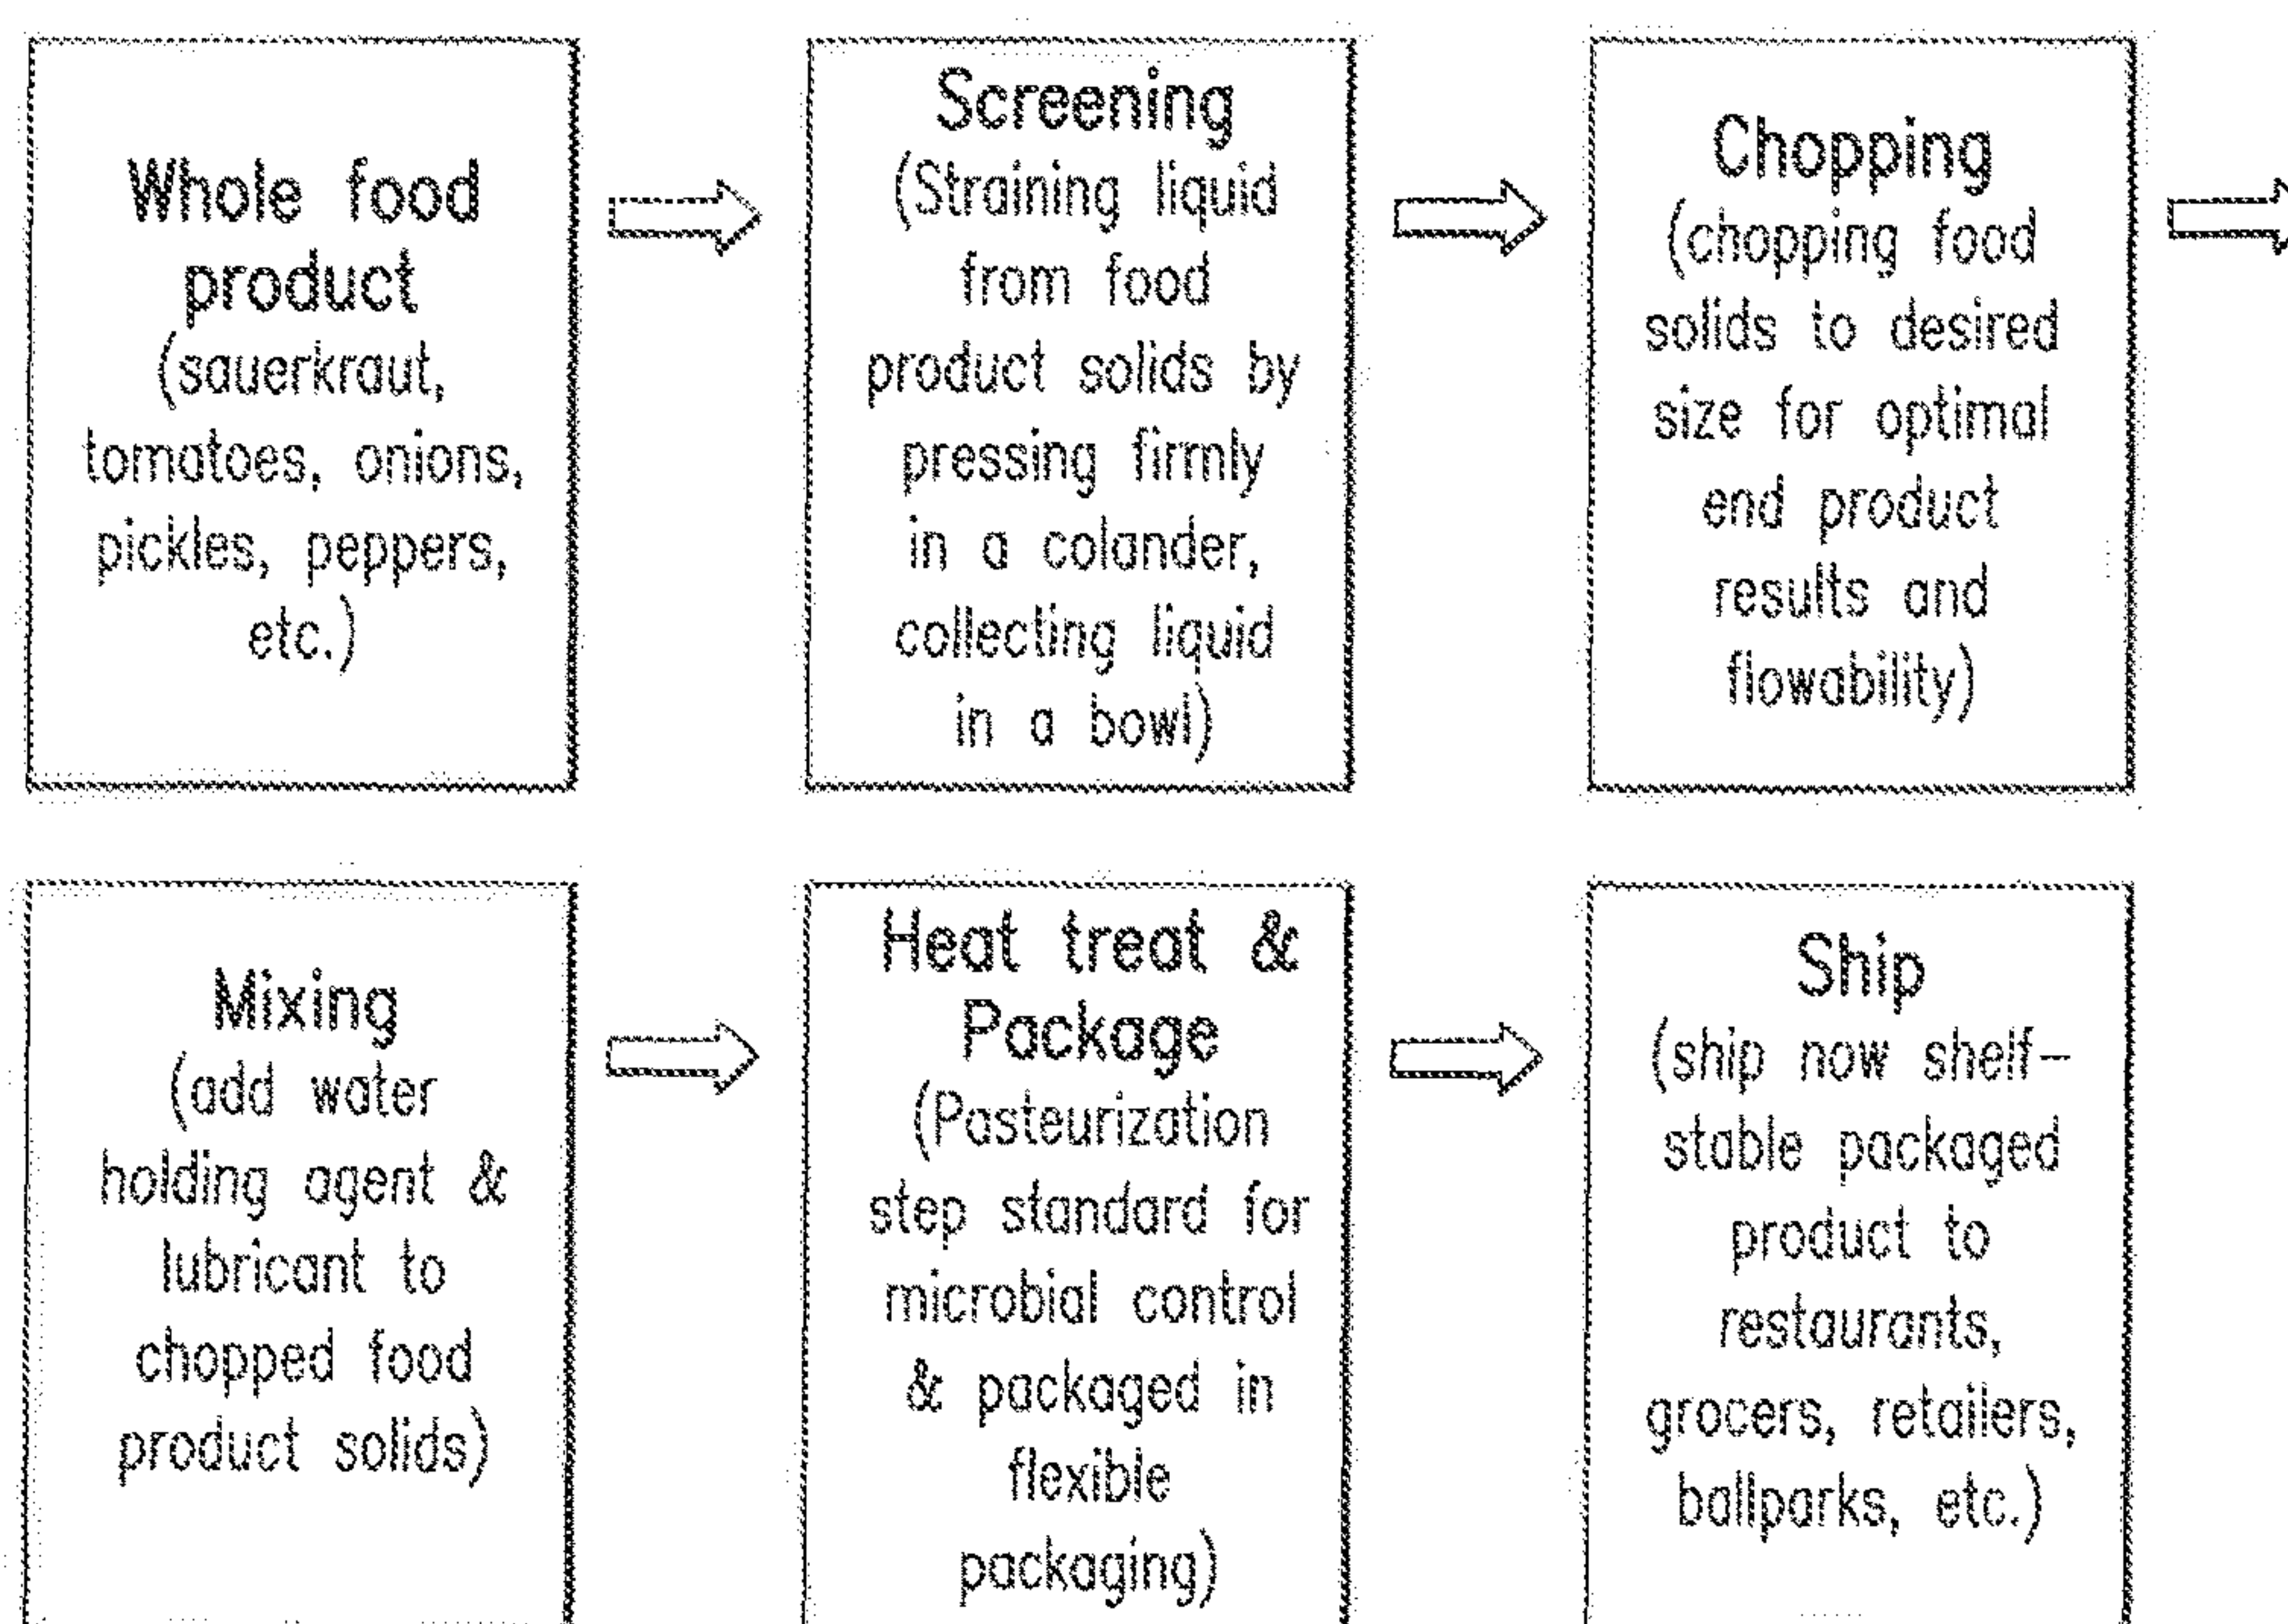 Whole food
product
(sauerkraut,
tomatoes, onions,
pickles, peppers,
etc.)
Screening
(Straining liquid
from food
product solids by
pressing firmly
in a colander,
collecting liquid
in a bowl)
Chopping
(chopping food
solids to desired
size for optimal
end product
results and
flowability)
Mixing
(add water
holding agent &
lubricant to
chopped food
product solids)
Heat treat &
Package
(Pasteurization
step standard for
microbial control
& packaged in
flexible
packaging)
Ship
(ship now shelf-
stable packaged
product to
restaurants,
grocers, retailers,
ballparks, etc.)